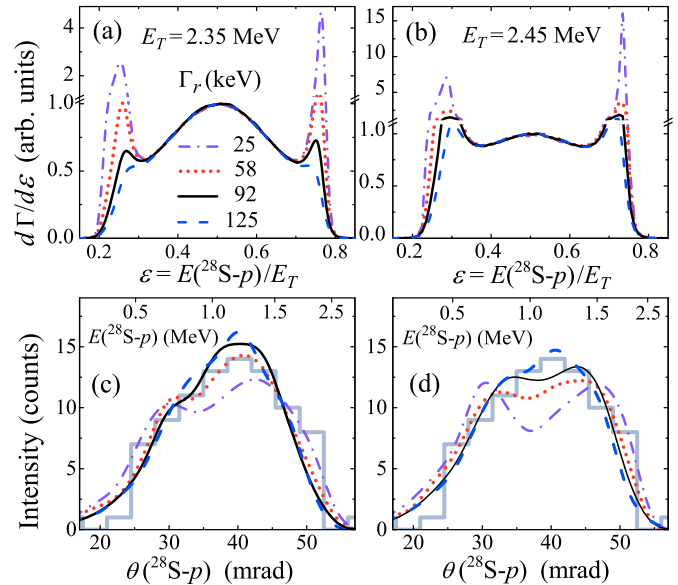 (a) E_T = 2.35 MeV
(b) E_T = 2.45 MeV
Γ_r (keV)
25
58
92
125
dΓ/dε (arb. units)
4
2
1.0
0.5
0.0
15
10
5
1.0
0.5
0.0
0.2 0.4 0.6 0.8
0.2 0.4 0.6 0.8
ε = E(²⁸S-p)/E_T
ε = E(²⁸S-p)/E_T
0.5 1.0 1.5 2.5
0.5 1.0 1.5 2.5
E(²⁸S-p) (MeV)
E(²⁸S-p) (MeV)
(c)
(d)
Intensity (counts)
15
10
5
0
15
10
5
0
20 30 40 50
20 30 40 50
θ(²⁸S-p) (mrad)
θ(²⁸S-p) (mrad)